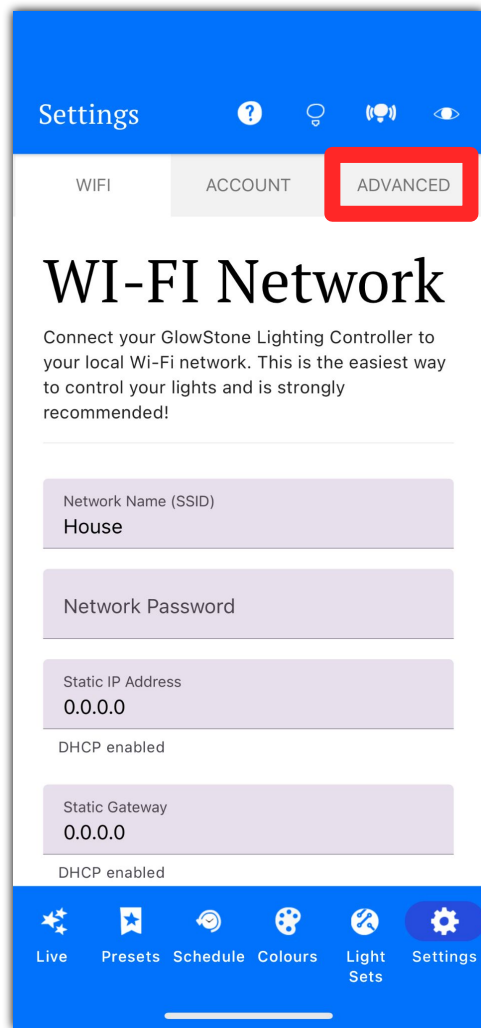 Settings
WIFI ACCOUNT ADVANCED
WI-FI Network
Connect your GlowStone Lighting Controller to
your local Wi-Fi network. This is the easiest way
to control your lights and is strongly
recommended!
Network Name (SSID)
House
Network Password
Static IP Address
0.0.0.0
DHCP enabled
Static Gateway
0.0.0.0
DHCP enabled
Live Presets Schedule Colours Light Settings
Sets